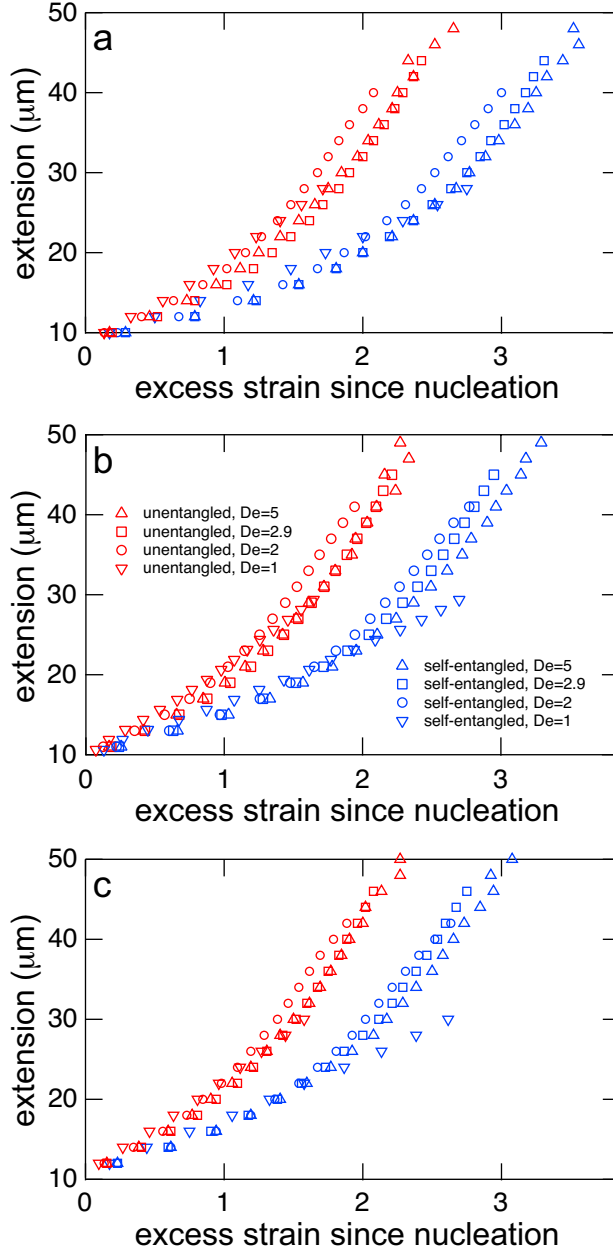 a
50
40
30
20
10
extension (μm)
0
1
2
3
excess strain since nucleation
b
50
40
30
20
10
extension (μm)
unentangled, De=5
unentangled, De=2.9
unentangled, De=2
unentangled, De=1
self-entangled, De=5
self-entangled, De=2.9
self-entangled, De=2
self-entangled, De=1
0
1
2
3
excess strain since nucleation
c
50
40
30
20
10
extension (μm)
0
1
2
3
excess strain since nucleation